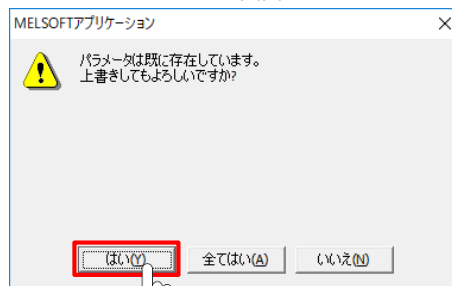 MELSOFTアプリケーション
パラメータは既に存在しています。
上書きしてもよろしいですか?
はい(Y)
全てはい(A)
いいえ(N)